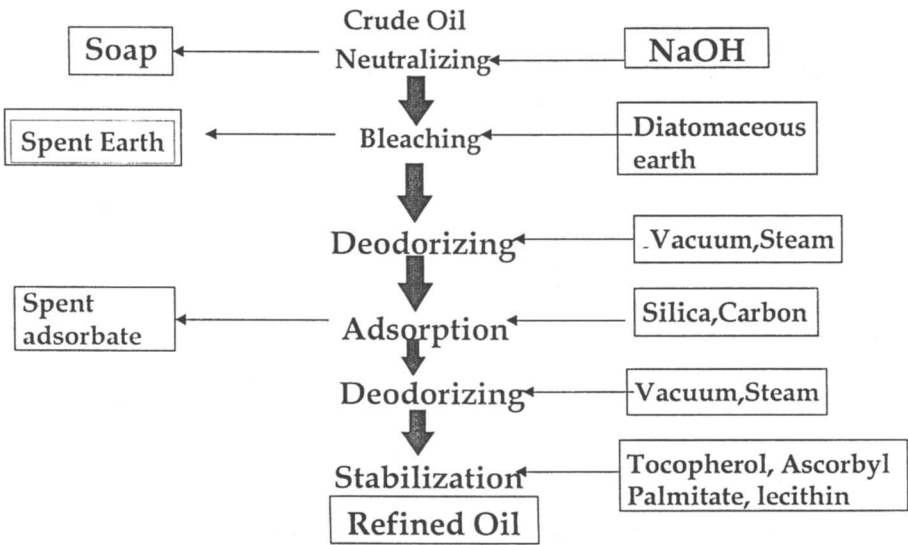 Crude Oil
Soap
Neutralizing
NaOH
Spent Earth
Bleaching
Diatomaceous
earth
Deodorizing
Vacuum,Steam
Spent
adsorbate
Adsorption
Silica,Carbon
Deodorizing
Vacuum,Steam
Stabilization
Tocopherol, Ascorbyl
Palmitate, lecithin
Refined Oil